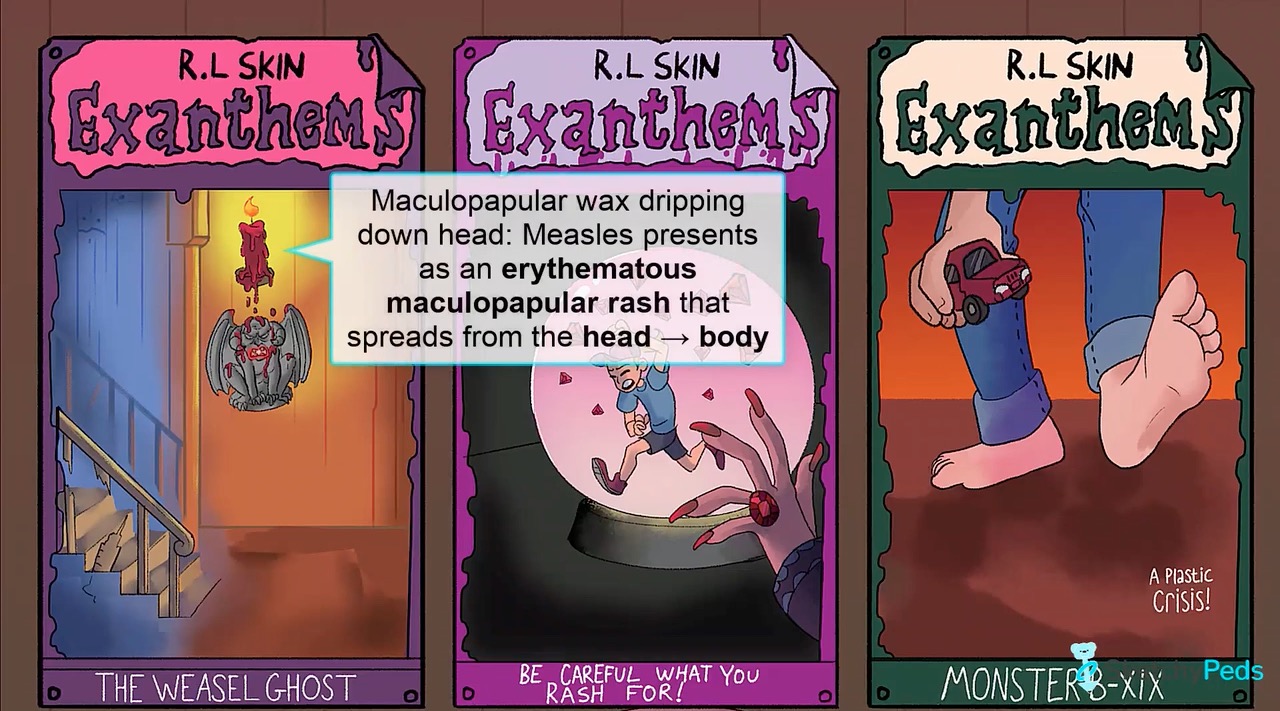 R.L SKIN
Exanthems
THE WEASEL GHOST
R.L SKIN
Exanthems
Maculopapular wax dripping
down head: Measles presents
as an erythematous
maculopapular rash that
spreads from the head → body
BE CAREFUL WHAT YOU
RASH FOR!
R.L SKIN
Exanthems
A Plastic
Crisis!
MONSTER B-XIX
Peds